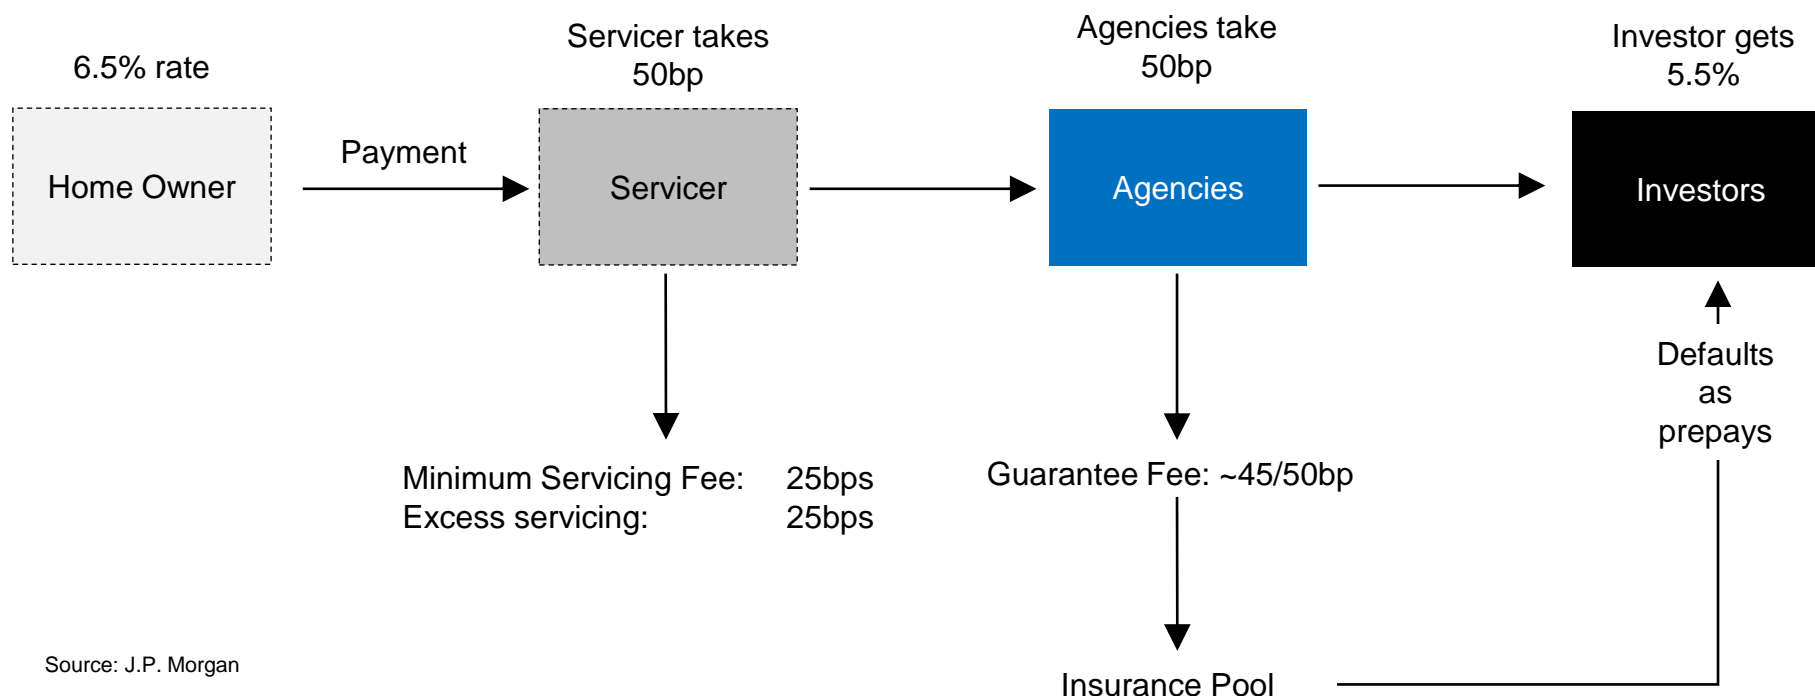 6.5% rate
Servicer takes
50bp
Agencies take
50bp
Investor gets
5.5%
Home Owner
Payment
Servicer
Agencies
Investors
Defaults
as
prepays
Minimum Servicing Fee: 25bps
Excess servicing: 25bps
Guarantee Fee: ~45/50bp
Insurance Pool
Source: J.P. Morgan